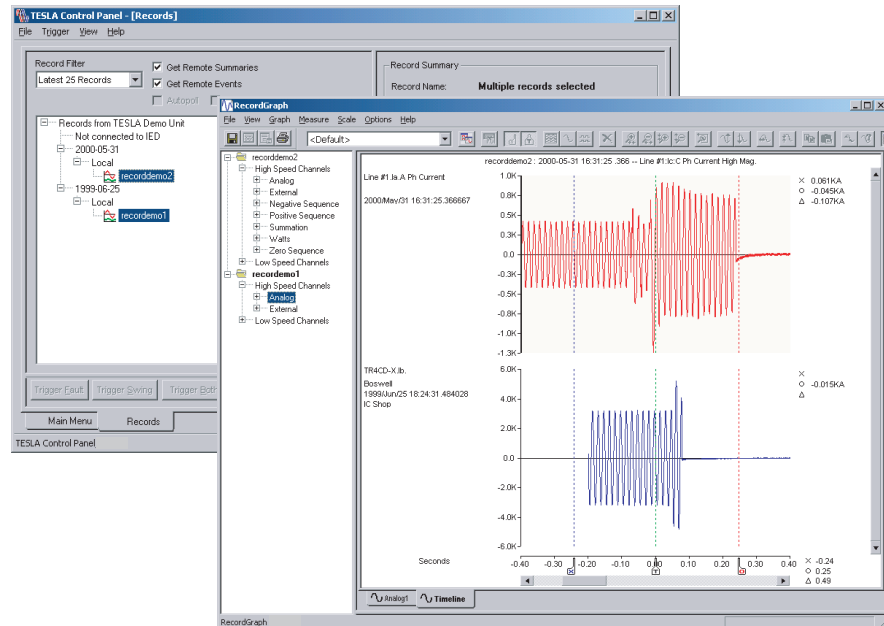 TESLA Control Panel - [Records]
File Trigger View Help
Record Filter
Latest 25 Records
Get Remote Summaries
Get Remote Events
Autopoll
Record Summary
Record Name: Multiple records selected
Records from TESLA Demo Unit
Not connected to IED
2000-05-31
Local
recorddemo2
1999-06-25
Local
recordemo1
Trigger Fault
Trigger Swing
Trigger Both
Main Menu
Records
TESLA Control Panel
RecordGraph
File View Graph Measure Scale Options Help
<Default>
recorddemo2
High Speed Channels
Analog
External
Negative Sequence
Positive Sequence
Summation
Watts
Zero Sequence
Low Speed Channels
recordemo1
High Speed Channels
Analog
External
Low Speed Channels
recorddemo2 : 2000-05-31 16:31:25 .366 -- Line #1:Ic:C Ph Current High Mag.
Line #1.Ia.A Ph Current
2000/May/31 16:31:25.366667
1.0K
0.8K
0.5K
0.3K
0.0
-0.3K
-0.5K
-0.8K
-1.0K
-1.3K
0.061KA
-0.045KA
-0.107KA
TR4CD-X.Ib.
Boswell
1999/Jun/25 18:24:31.484028
IC Shop
6.0K
4.0K
2.0K
0.0
-2.0K
-4.0K
-6.0K
-0.015KA
Seconds
-0.40 -0.30 -0.20 -0.10 0.00 0.10 0.20 0.30 0.40
-0.24
0.25
0.49
X T O
Analog1
Timeline
RecordGraph